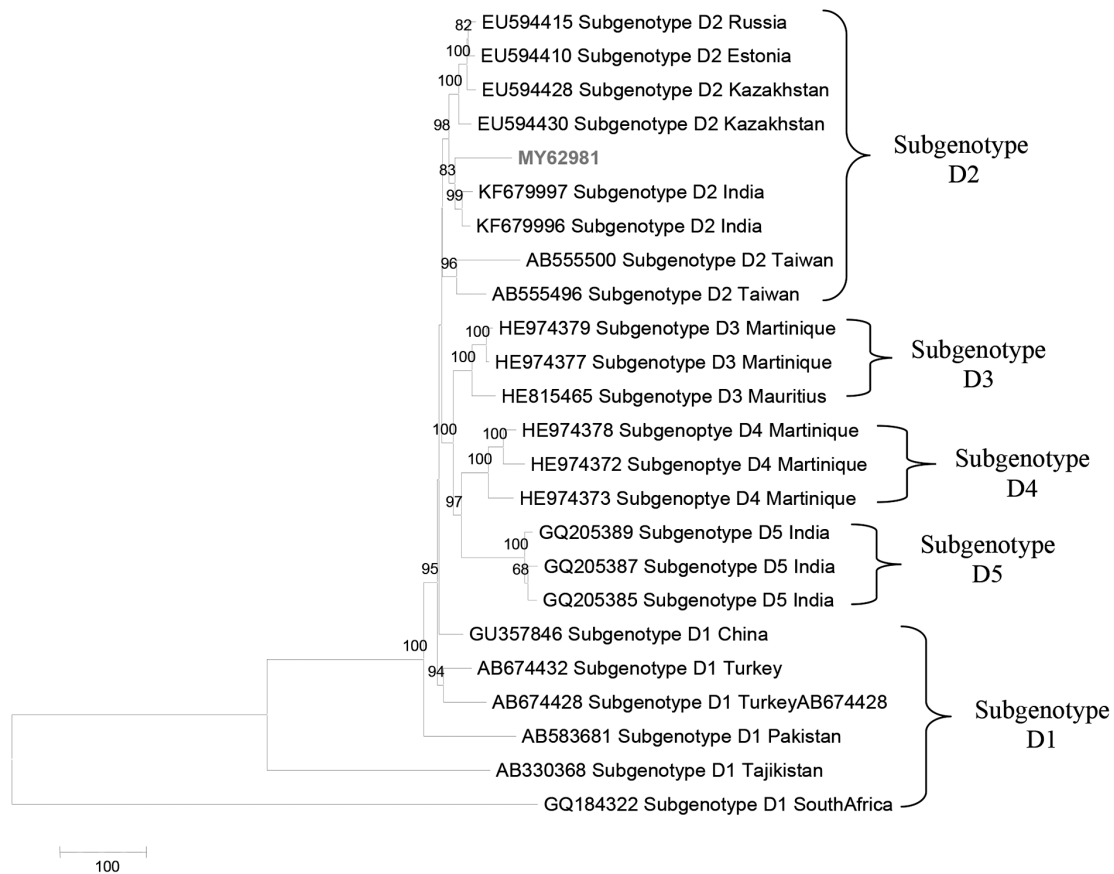 82
EU594415 Subgenotype D2 Russia
100
EU594410 Subgenotype D2 Estonia
100
EU594428 Subgenotype D2 Kazakhstan
98
EU594430 Subgenotype D2 Kazakhstan
MY62981
83
KF679997 Subgenotype D2 India
99
KF679996 Subgenotype D2 India
Subgenotype
D2
96
AB555500 Subgenotype D2 Taiwan
AB555496 Subgenotype D2 Taiwan
100
HE974379 Subgenotype D3 Martinique
100
HE974377 Subgenotype D3 Martinique
HE815465 Subgenotype D3 Mauritius
Subgenotype
D3
100
100
HE974378 Subgenoptye D4 Martinique
100
HE974372 Subgenoptye D4 Martinique
97
HE974373 Subgenoptye D4 Martinique
Subgenotype
D4
GQ205389 Subgenotype D5 India
100
68
GQ205387 Subgenotype D5 India
GQ205385 Subgenotype D5 India
Subgenotype
D5
95
GU357846 Subgenotype D1 China
100
94
AB674432 Subgenotype D1 Turkey
AB674428 Subgenotype D1 TurkeyAB674428
AB583681 Subgenotype D1 Pakistan
AB330368 Subgenotype D1 Tajikistan
GQ184322 Subgenotype D1 SouthAfrica
Subgenotype
D1
100